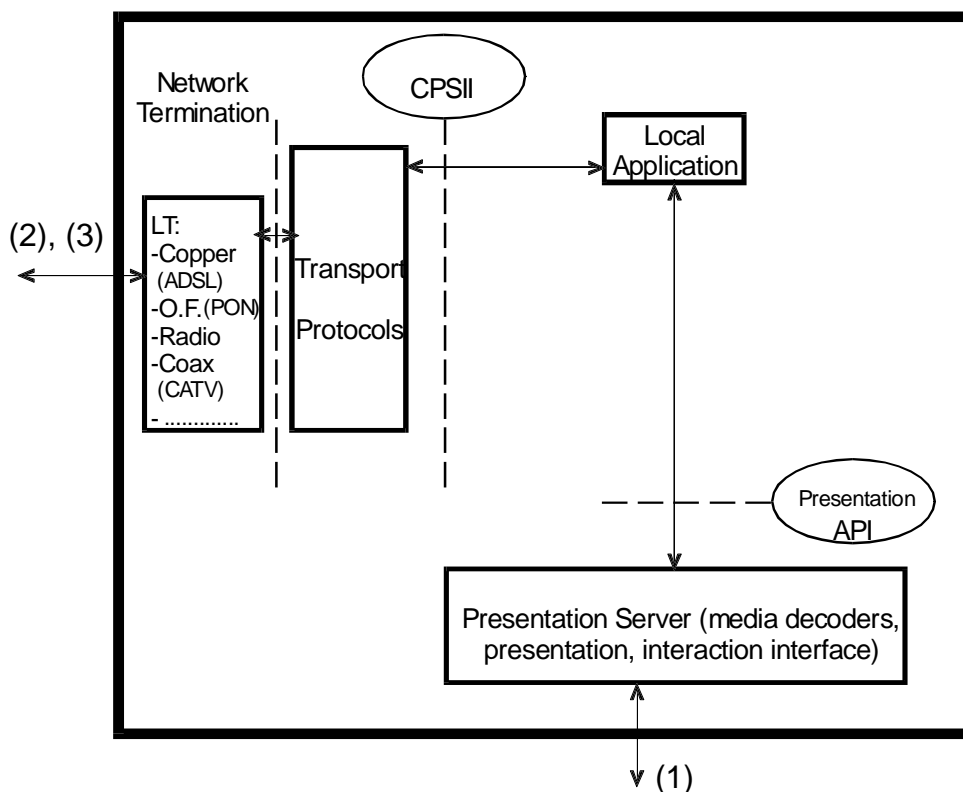 Network
Termination
CPSII
Local
Application
(2), (3)
LT:
-Copper
(ADSL)
-O.F.(PON)
-Radio
-Coax
(CATV)
- .............
Transport
Protocols
Presentation
API
Presentation Server (media decoders,
presentation, interaction interface)
(1)